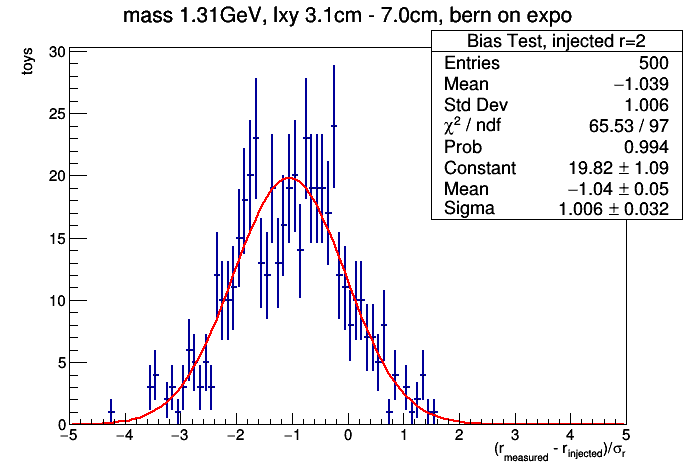 mass 1.31GeV, lxy 3.1cm - 7.0cm, bern on expo
Bias Test, injected r=2
Entries 500
Mean −1.039
Std Dev 1.006
χ² / ndf 65.53 / 97
Prob 0.994
Constant 19.82 ± 1.09
Mean −1.04 ± 0.05
Sigma 1.006 ± 0.032
toys
30
25
20
15
10
5
0
−5 −4 −3 −2 −1 0 1 2 3 4 5
(r_measured - r_injected)/σ_r